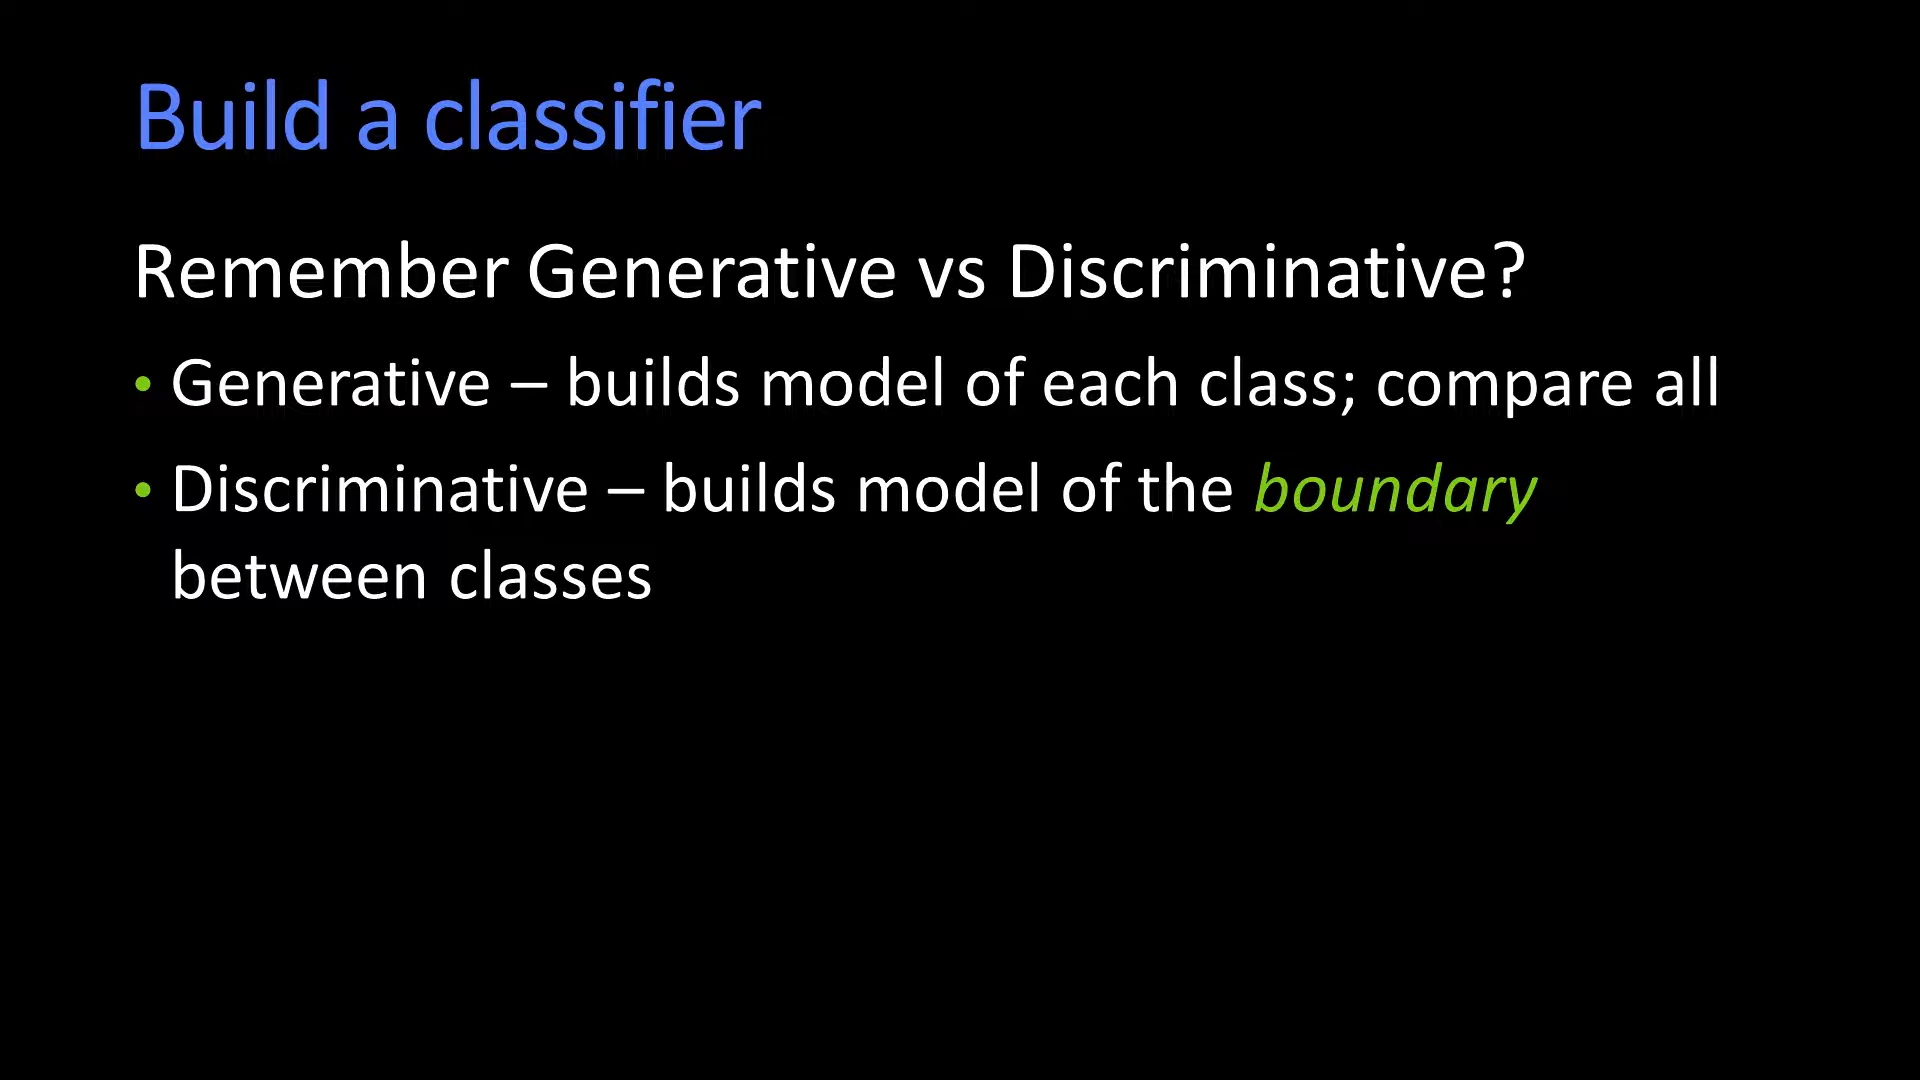 Build a classifier
Remember Generative vs Discriminative?
• Generative – builds model of each class; compare all
• Discriminative – builds model of the boundary
between classes